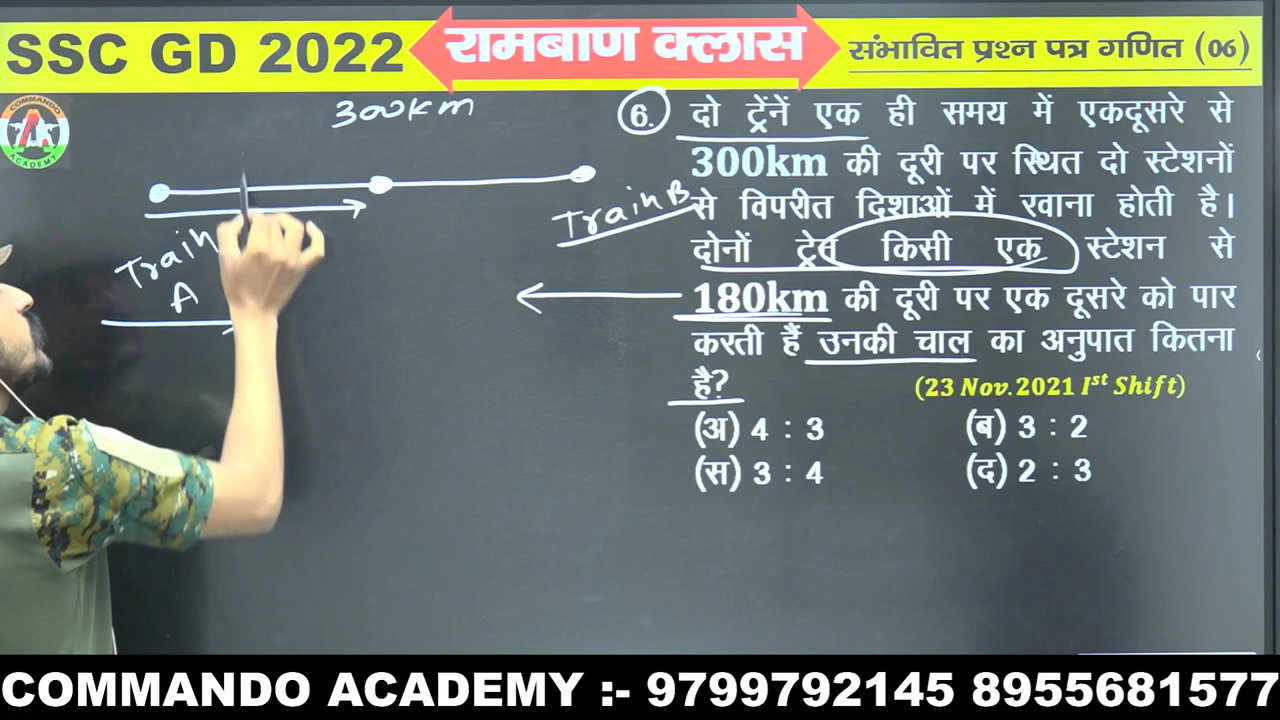 SSC GD 2022
रामबाण क्लास
संभावित प्रश्न पत्र गणित (06)
COMMANDO
ACADEMY
300km
Train A
Train B
6. दो ट्रेंनें एक ही समय में एकदूसरे से
300km की दूरी पर स्थित दो स्टेशनों
से विपरीत दिशाओं में रवाना होती है।
दोनों ट्रेन किसी एक स्टेशन से
180km की दूरी पर एक दूसरे को पार
करती हैं उनकी चाल का अनुपात कितना
है?
(23 Nov.2021 Ist Shift)
(अ) 4 : 3 (ब) 3 : 2
(स) 3 : 4 (द) 2 : 3
COMMANDO ACADEMY :- 9799792145 8955681577